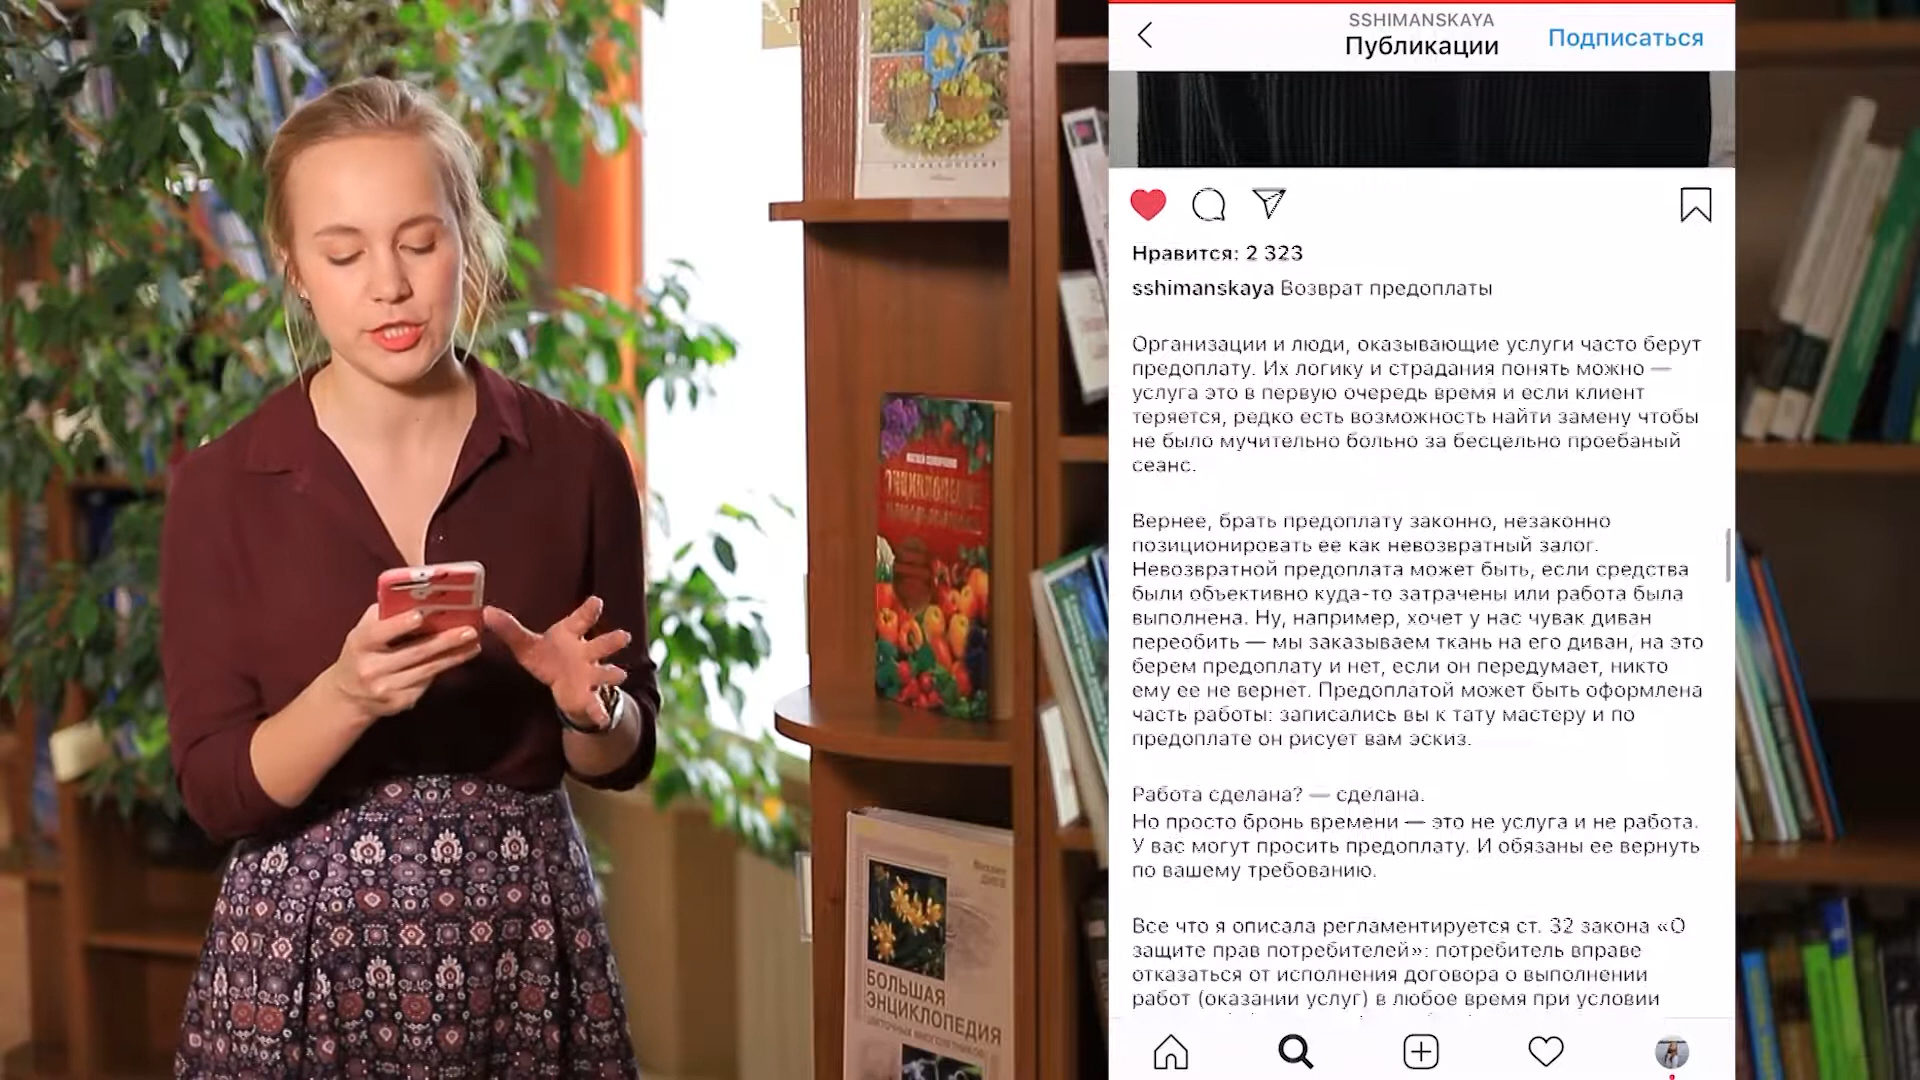 SSHIMANSKAYA
Публикации
Подписаться
Нравится: 2 323
sshimanskaya Возврат предоплаты
Организации и люди, оказывающие услуги часто берут
предоплату. Их логику и страдания понять можно —
услуга это в первую очередь время и если клиент
теряется, редко есть возможность найти замену чтобы
не было мучительно больно за бесцельно проебаный
сеанс.
Вернее, брать предоплату законно, незаконно
позиционировать ее как невозвратный залог.
Невозвратной предоплата может быть, если средства
были объективно куда-то затрачены или работа была
выполнена. Ну, например, хочет у нас чувак диван
переобить — мы заказываем ткань на его диван, на это
берем предоплату и нет, если он передумает, никто
ему ее не вернет. Предоплатой может быть оформлена
часть работы: записались вы к тату мастеру и по
предоплате он рисует вам эскиз.
Работа сделана? — сделана.
Но просто бронь времени — это не услуга и не работа.
У вас могут просить предоплату. И обязаны ее вернуть
по вашему требованию.
Все что я описала регламентируется ст. 32 закона «О
защите прав потребителей»: потребитель вправе
отказаться от исполнения договора о выполнении
работ (оказании услуг) в любое время при условии
БОЛЬШАЯ
ЭНЦИКЛОПЕДИЯ